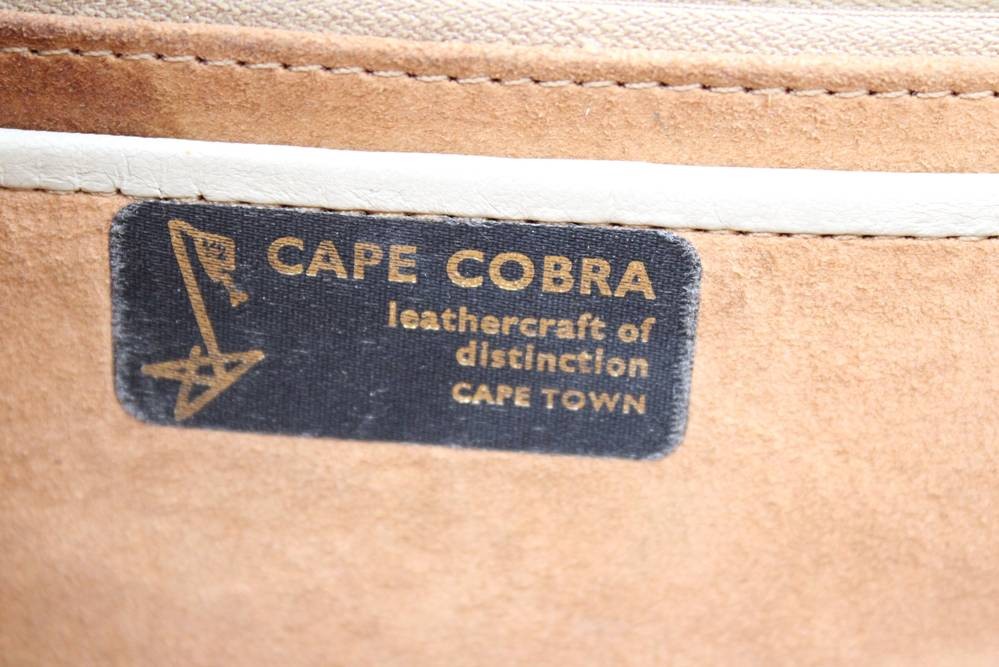 CAPE COBRA
leathercraft of
distinction
CAPE TOWN